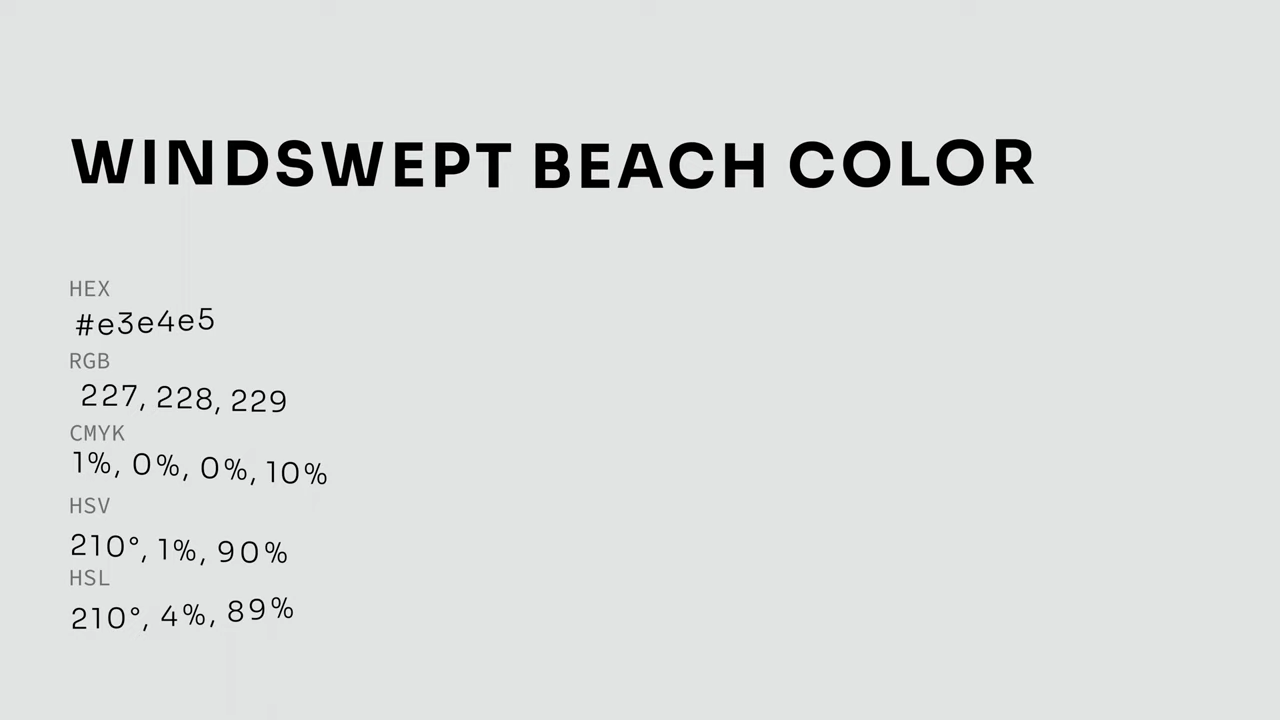 WINDSWEPT BEACH COLOR
HEX
#e3e4e5
RGB
227, 228, 229
CMYK
1%, 0%, 0%, 10%
HSV
210°, 1%, 90%
HSL
210°, 4%, 89%